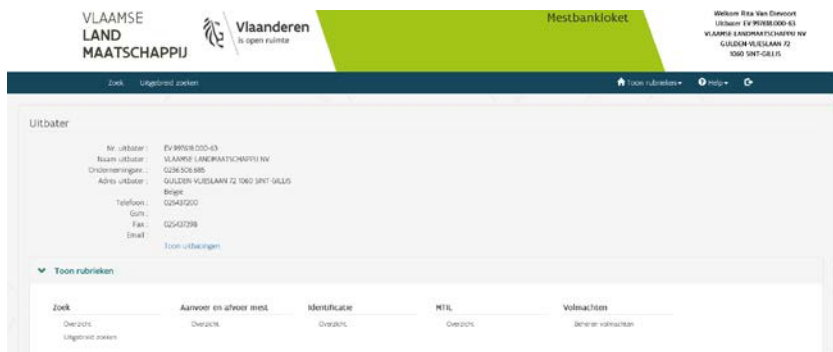 VLAAMSE
LAND
MAATSCHAPPIJ
Vlaanderen
is open ruimte
Mestbankloket
Welkom Rita Van Dievoort
Uitbater EV 997618.000-63
VLAAMSE LANDMAATSCHAPPIJ NV
GULDEN-VLIESLAAN 72
1060 SINT-GILLIS
Zoek Uitgebreid zoeken
Toon rubrieken Help
Uitbater
Nr. uitbater : EV 997618.000-63
Naam uitbater : VLAAMSE LANDMAATSCHAPPIJ NV
Ondernemingsnr. : 0236.506.685
Adres uitbater : GULDEN-VLIESLAAN 72 1060 SINT-GILLIS
België
Telefoon : 025437200
Gsm :
Fax : 025437398
Email :
Toon uitbatingen
Toon rubrieken
Zoek Aanvoer en afvoer mest Identificatie MTIL Volmachten
Overzicht Overzicht Overzicht Overzicht Beheren volmachten
Uitgebreid zoeken